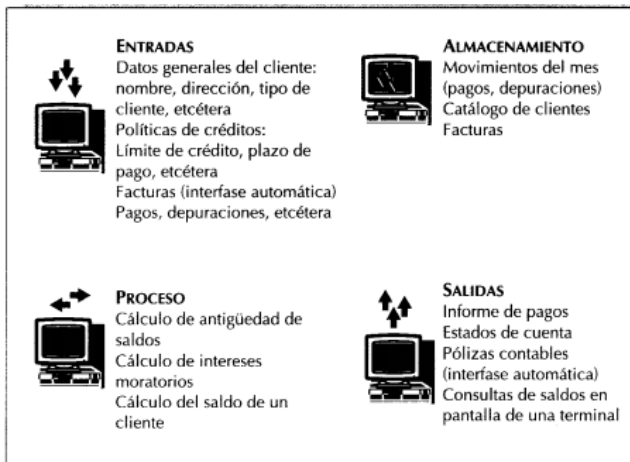 ENTRADAS
Datos generales del cliente:
nombre, dirección, tipo de
cliente, etcétera
Políticas de créditos:
Límite de crédito, plazo de
pago, etcétera
Facturas (interfase automática)
Pagos, depuraciones, etcétera
ALMACENAMIENTO
Movimientos del mes
(pagos, depuraciones)
Catálogo de clientes
Facturas
PROCESO
Cálculo de antigüedad de
saldos
Cálculo de intereses
moratorios
Cálculo del saldo de un
cliente
SALIDAS
Informe de pagos
Estados de cuenta
Pólizas contables
(interfase automática)
Consultas de saldos en
pantalla de una terminal